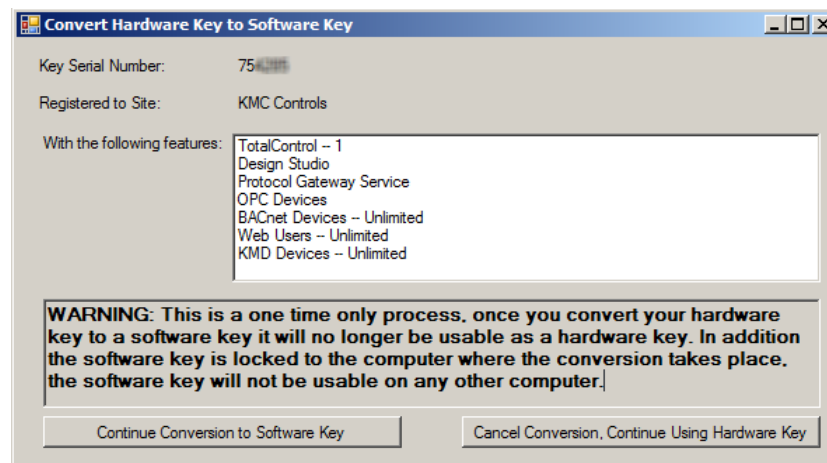 Convert Hardware Key to Software Key
Key Serial Number: 75
Registered to Site: KMC Controls
With the following features:
TotalControl -- 1
Design Studio
Protocol Gateway Service
OPC Devices
BACnet Devices -- Unlimited
Web Users -- Unlimited
KMD Devices -- Unlimited
WARNING: This is a one time only process, once you convert your hardware
key to a software key it will no longer be usable as a hardware key. In addition
the software key is locked to the computer where the conversion takes place,
the software key will not be usable on any other computer.
Continue Conversion to Software Key
Cancel Conversion, Continue Using Hardware Key